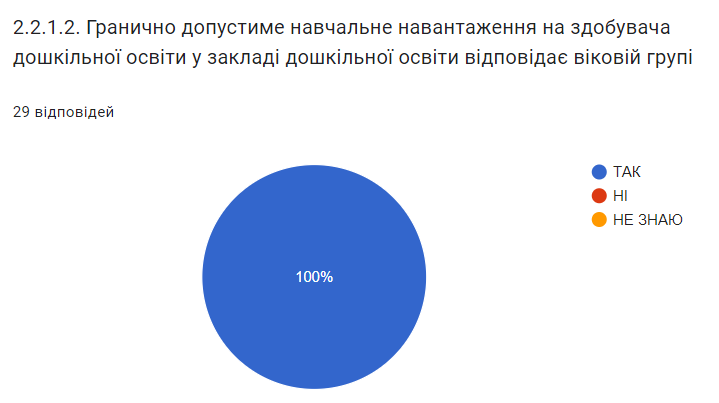 2.2.1.2. Гранично допустиме навчальне навантаження на здобувача
дошкільної освіти у закладі дошкільної освіти відповідає віковій групі
29 відповідей
ТАК
НІ
НЕ ЗНАЮ
100%